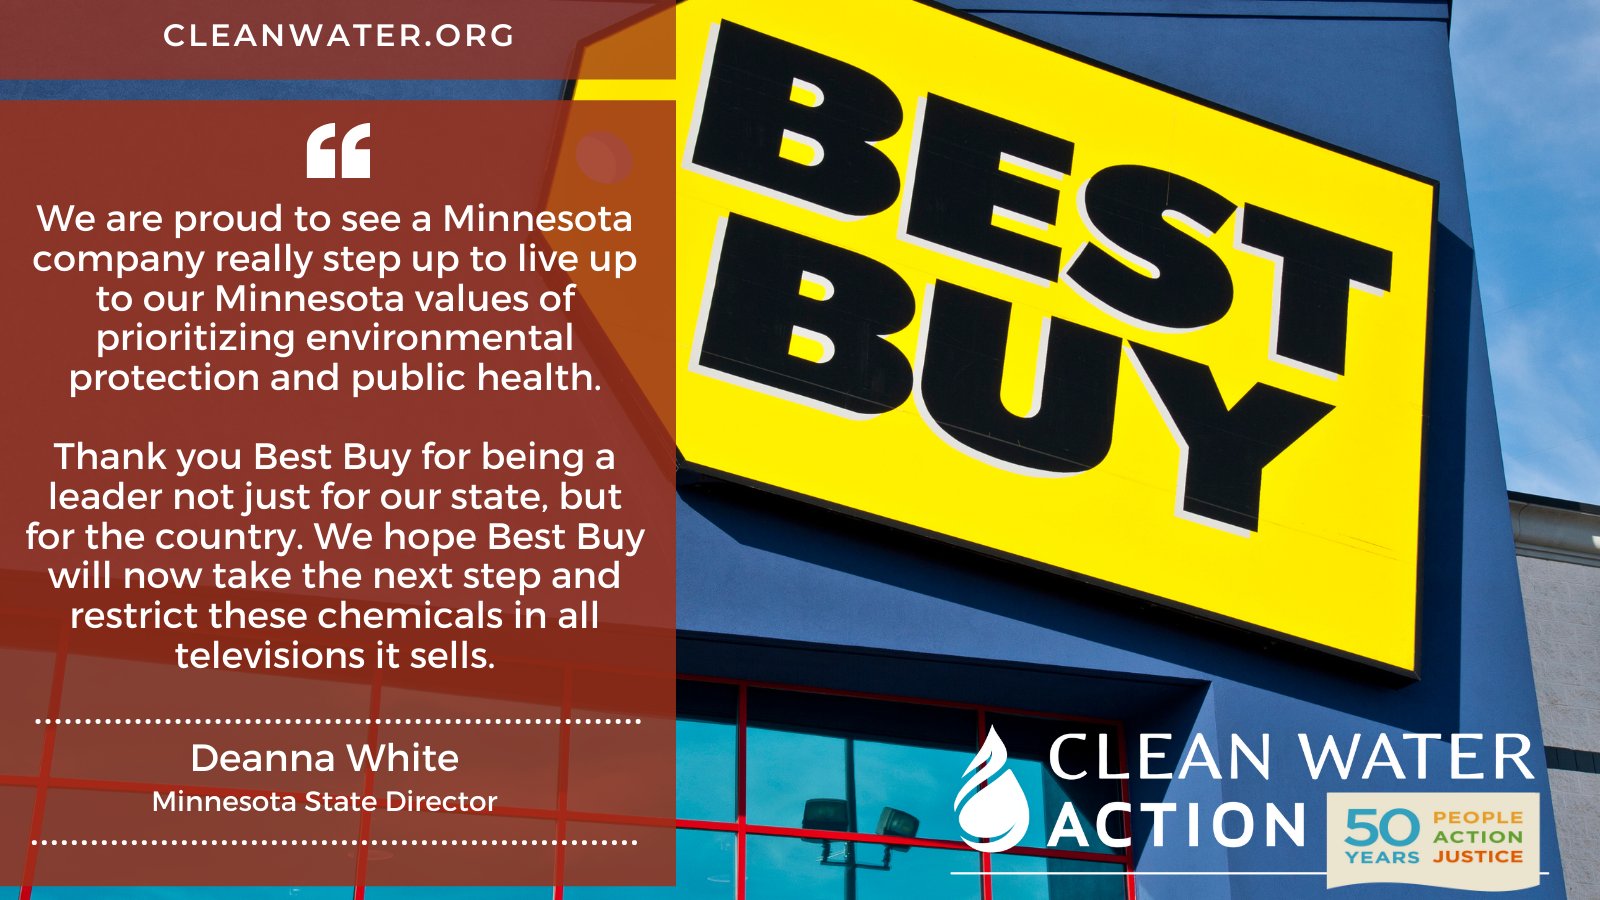 CLEANWATER.ORG
We are proud to see a Minnesota
company really step up to live up
to our Minnesota values of
prioritizing environmental
protection and public health.
Thank you Best Buy for being a
leader not just for our state, but
for the country. We hope Best Buy
will now take the next step and
restrict these chemicals in all
televisions it sells.
Deanna White
Minnesota State Director
BEST
BUY
CLEAN WATER
ACTION
50
YEARS
PEOPLE
ACTION
JUSTICE